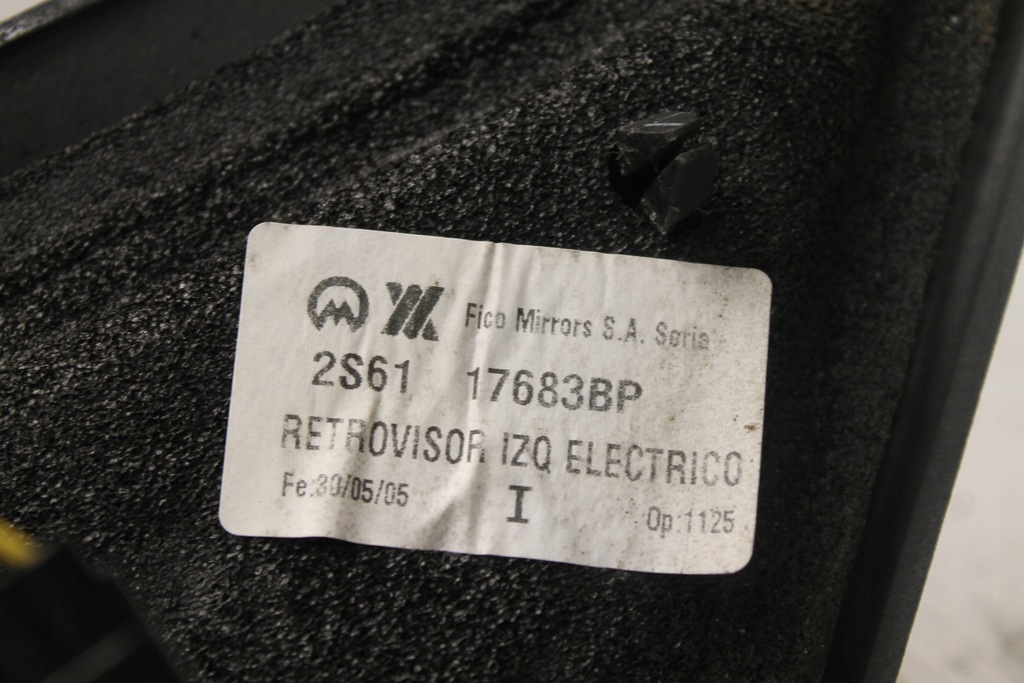 Fico Mirrors S.A. Soria
2S61 17683BP
RETROVISOR IZQ ELECTRICO
Fe:30/05/05 I Op:1125